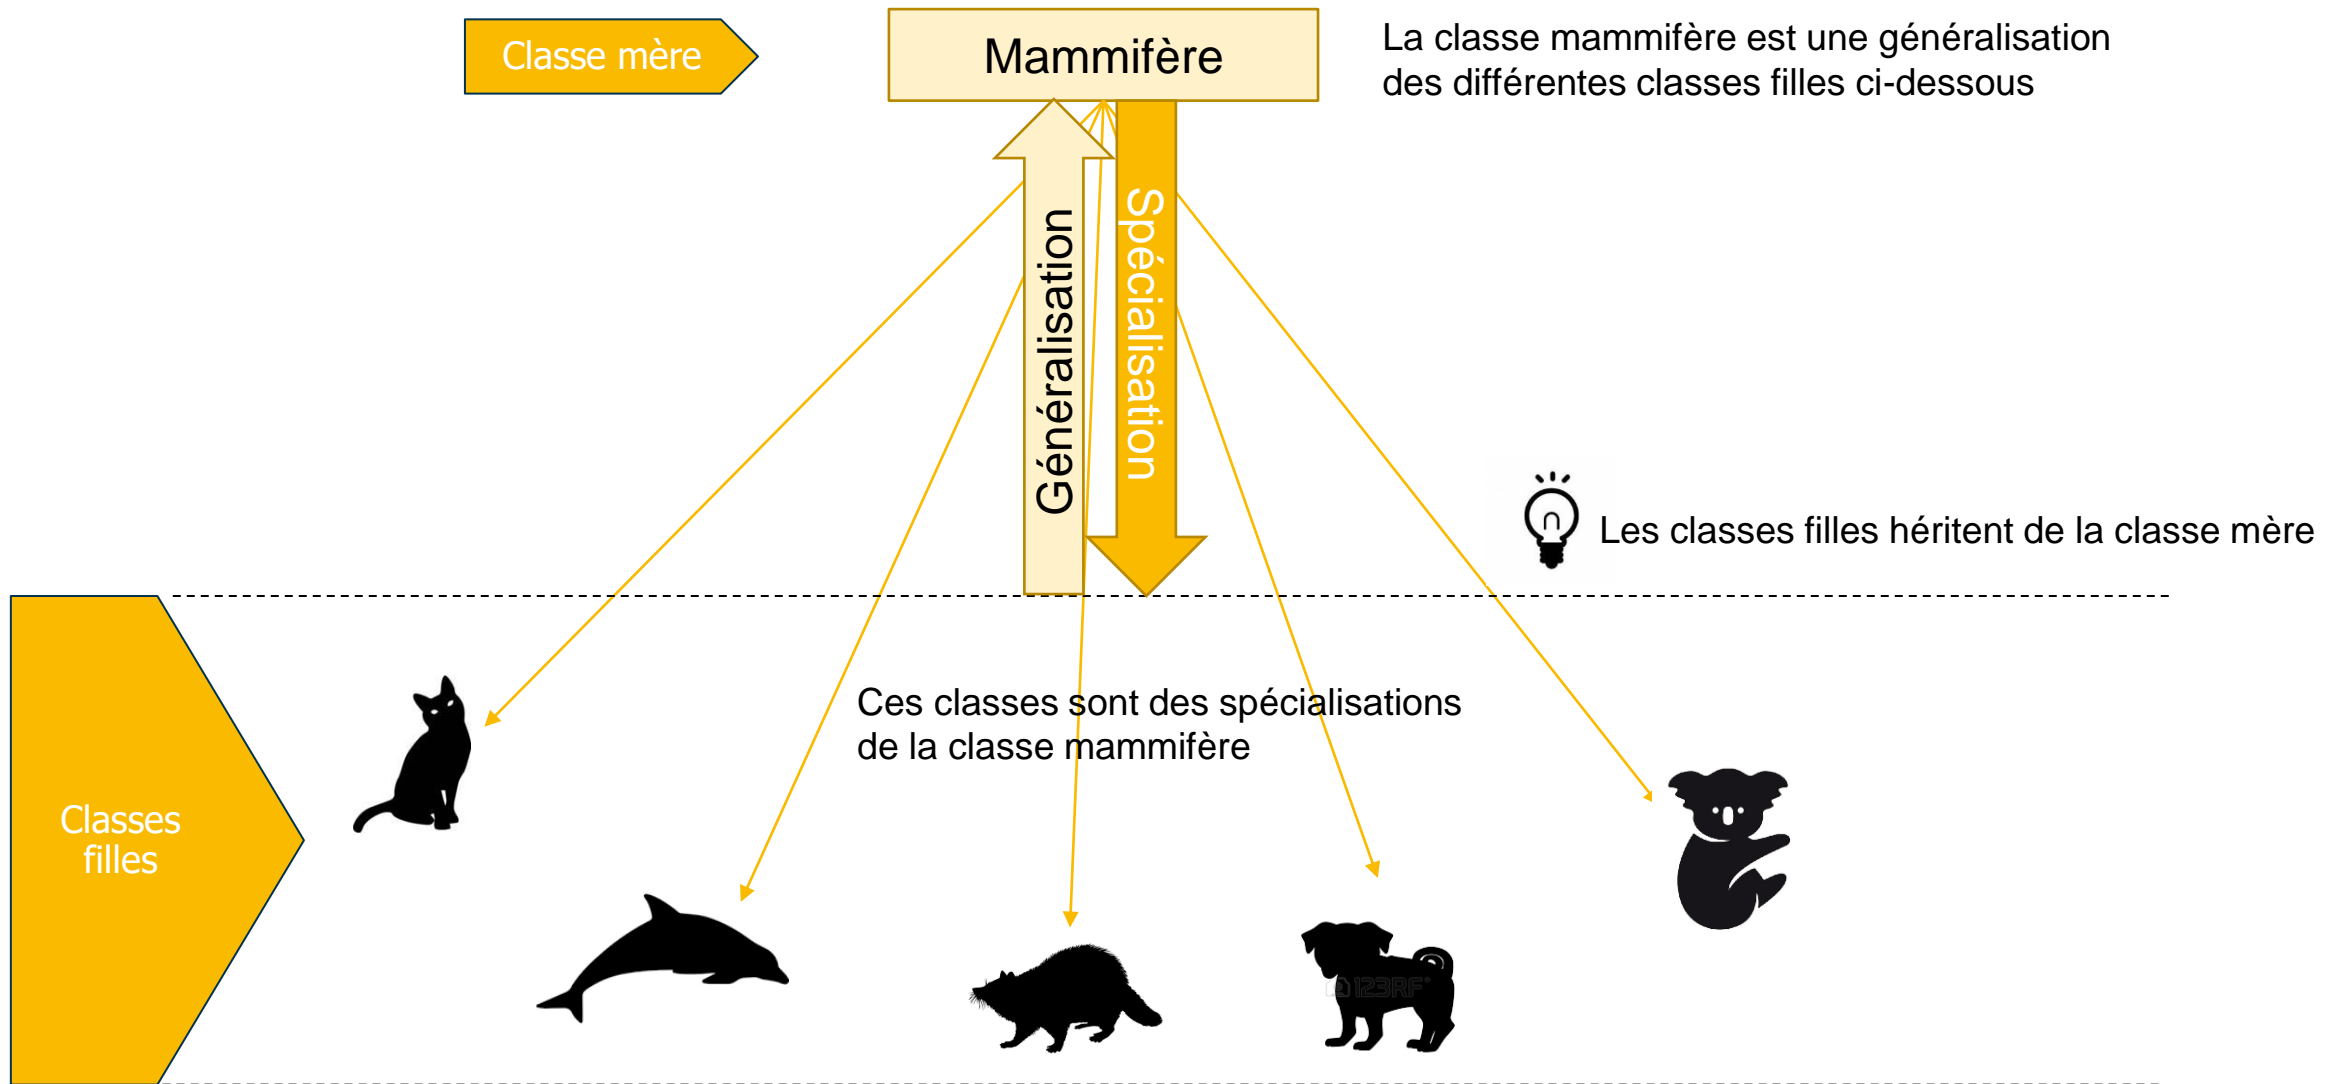 Classe mère
Mammifère
La classe mammifère est une généralisation
des différentes classes filles ci-dessous
Généralisation
Spécialisation
Les classes filles héritent de la classe mère
Ces classes sont des spécialisations
de la classe mammifère
Classes
filles
123RF®